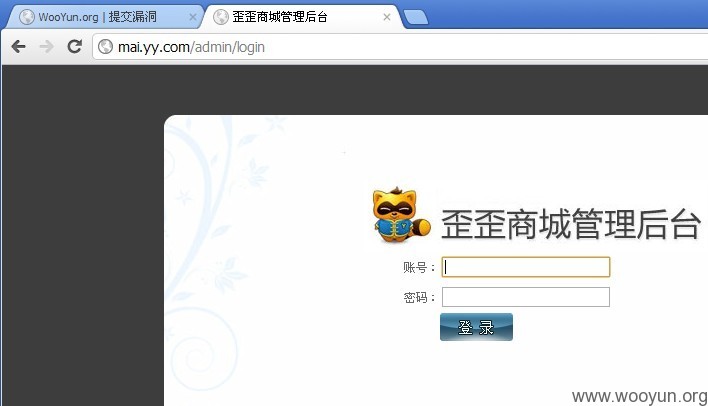 WooYun.org | 提交漏洞
歪歪商城管理后台
mai.yy.com/admin/login
歪歪商城管理后台
账号：
密码：
登 录
www.wooyun.org